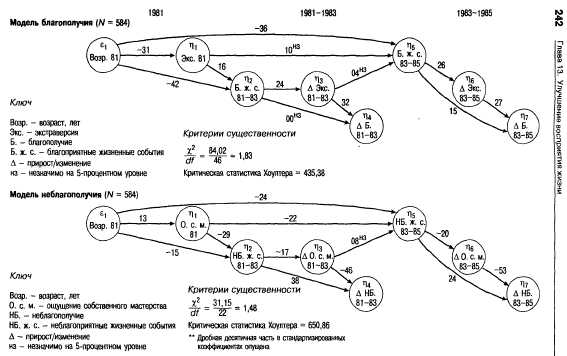 1981
1981–1983
1983–1985
Модель благополучия (N = 584)
−36
ε1
Возр. 81
−31
η1
Экс. 81
10нз
η5
Б. ж. с.
83–85
16
−42
η2
Б. ж. с.
81–83
24
η3
Δ Экс.
81–83
04нз
26
η6
Δ Экс.
83–85
32
27
00нз
η4
Δ Б.
81–83
15
η7
Δ Б.
83–85
Ключ
Возр. – возраст, лет
Экс. – экстраверсия
Б. – благополучие
Б. ж. с. – благоприятные жизненные события
Δ – прирост/изменение
нз – незначимо на 5-процентном уровне
Критерии существенности
χ2/df = 84,02/46 = 1,83
Критическая статистика Хоултера = 435,38
Модель неблагополучия (N = 584)
−24
ε1
Возр. 81
13
η1
О. с. м.
81
−22
η5
НБ. ж. с.
83–85
−29
−15
η2
НБ. ж. с.
81–83
−17
η3
Δ О. с. м.
81–83
08нз
−20
η6
Δ О. с. м.
83–85
−46
−53
38
η4
Δ НБ.
81–83
24
η7
Δ НБ.
83–85
Ключ
Возр. – возраст, лет
О. с. м. – ощущение собственного мастерства
НБ. – неблагополучие
НБ. ж. с. – неблагоприятные жизненные события
Δ – прирост/изменение
нз – незначимо на 5-процентном уровне
Критерии существенности
χ2/df = 31,15/22 = 1,48
Критическая статистика Хоултера = 650,86
** Дробная десятичная часть в стандартизированных
коэффициентах опущена
242
Глава 13. Улучшение восприятия жизни